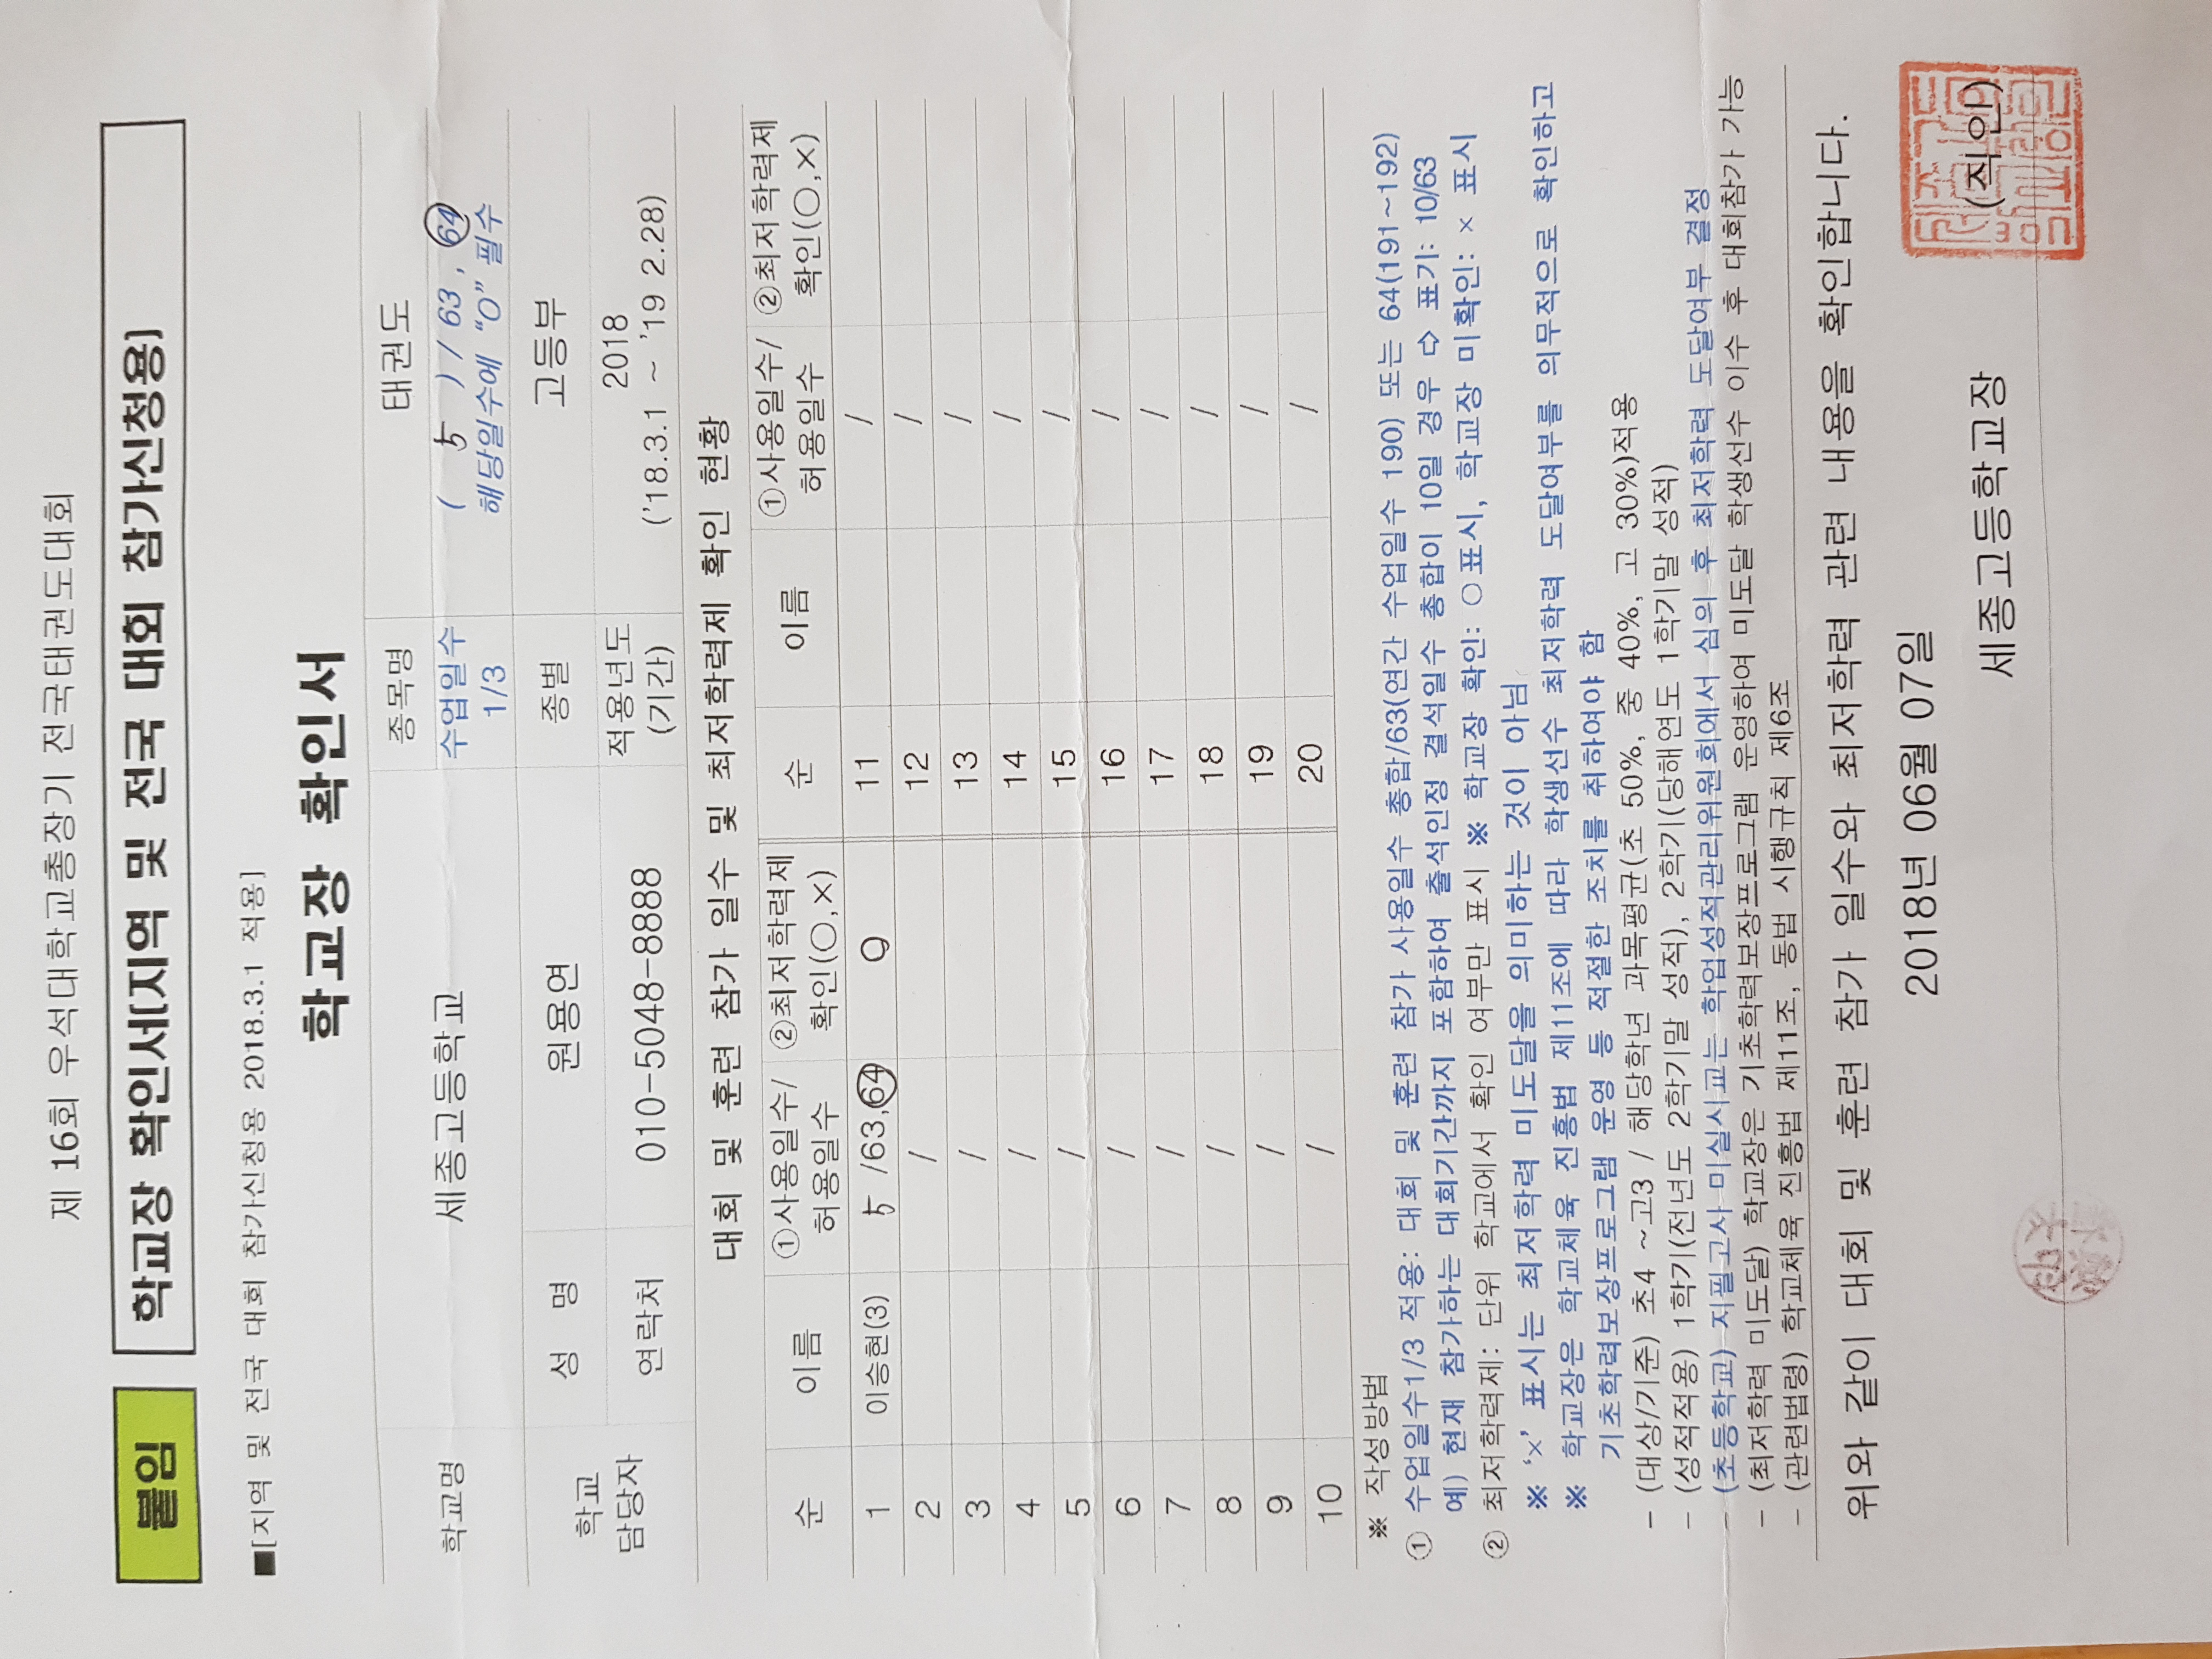 제 16회 우석대학교총장기 전국태권도대회
붙임 학교장 확인서[지역 및 전국 대회 참가신청용]
■[지역 및 전국 대회 참가신청용 2018.3.1 적용]
학교장 확인서
학교명 세종고등학교 종목명 태권도
수업일수 1/3 ( 5 ) / 63 , 64
해당일수에 "O" 필수
학교 담당자 성 명 원용연 종별 고등부
연락처 010-5048-8888 적용년도 (기간) 2018
('18.3.1 ~ '19 2.28)
대회 및 훈련 참가 일수 및 최저학력제 확인 현황
순 이름 ①사용일수/ 허용일수 ②최저학력제 확인(○,×) 순 이름 ①사용일수/ 허용일수 ②최저학력제 확인(○,×)
1 이승현(3) 5 /63,64 O 11 /
2 / 12 /
3 / 13 /
4 / 14 /
5 / 15 /
6 / 16 /
7 / 17 /
8 / 18 /
9 / 19 /
10 / 20 /
※ 작성방법
① 수업일수1/3 적용: 대회 및 훈련 참가 사용일수 총합/63(연간 수업일수 190) 또는 64(191~192)
예) 현재 참가하는 대회기간까지 포함하여 출석인정 결석일수 총합이 10일 경우 ⇨ 표기: 10/63
② 최저학력제: 단위 학교에서 확인 여부만 표시 ※ 학교장 확인: ○표시, 학교장 미확인: × 표시
※ '×' 표시는 최저학력 미도달을 의미하는 것이 아님
※ 학교장은 학교체육 진흥법 제11조에 따라 학생선수 최저학력 도달여부를 의무적으로 확인하고
기초학력보장프로그램 운영 등 적절한 조치를 취하여야 함
- (대상/기준) 초4 ~고3 / 해당학년 과목평균(초 50%, 중 40%, 고 30%)적용
- (성적적용) 1학기(전년도 2학기말 성적), 2학기(당해연도 1학기말 성적)
- (초등학교) 지필고사 미실시교는 학업성적관리위원회에서 심의 후 최저학력 도달여부 결정
- (최저학력 미도달) 학교장은 기초학력보장프로그램 운영하여 미도달 학생선수 이수 후 대회참가 가능
- (관련법령) 학교체육 진흥법 제11조, 동법 시행규칙 제6조
위와 같이 대회 및 훈련 참가 일수와 최저학력 관련 내용을 확인합니다.
2018년 06월 07일
세종고등학교장 (직인)